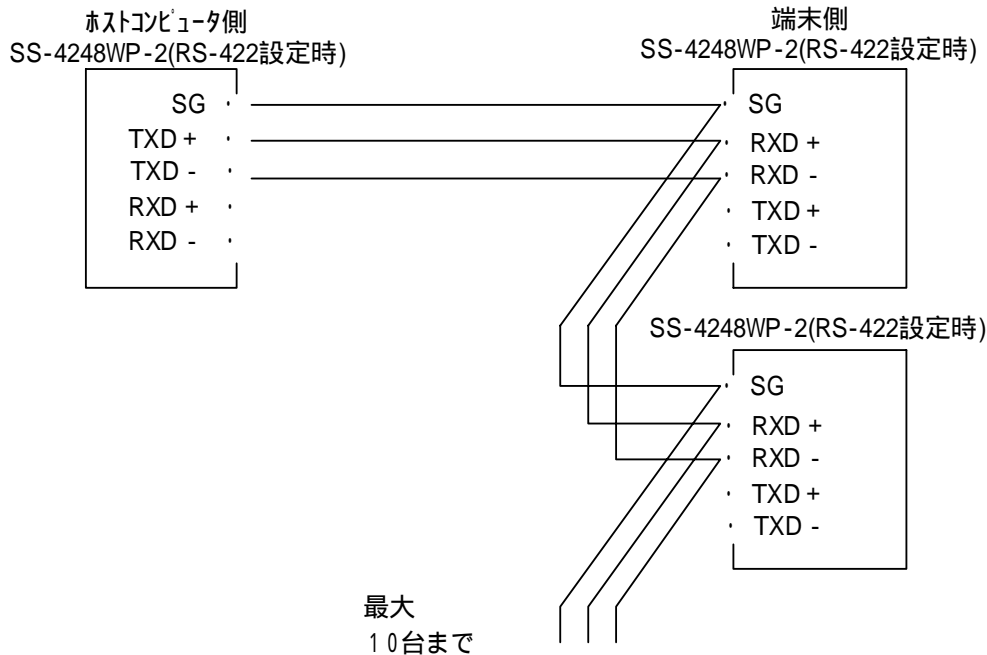 ﾎｽﾄｺﾝﾋﾟｭｰﾀ側
SS-4248WP-2(RS-422設定時)
SG
TXD +
TXD -
RXD +
RXD -
端末側
SS-4248WP-2(RS-422設定時)
SG
RXD +
RXD -
TXD +
TXD -
SS-4248WP-2(RS-422設定時)
SG
RXD +
RXD -
TXD +
TXD -
最大
１０台まで